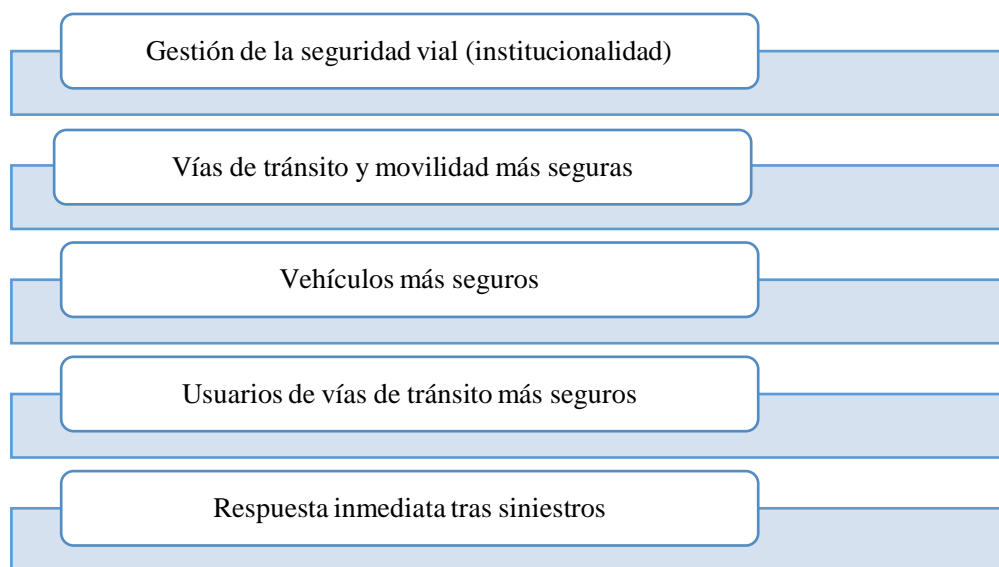 Gestión de la seguridad vial (institucionalidad)
Vías de tránsito y movilidad más seguras
Vehículos más seguros
Usuarios de vías de tránsito más seguros
Respuesta inmediata tras siniestros